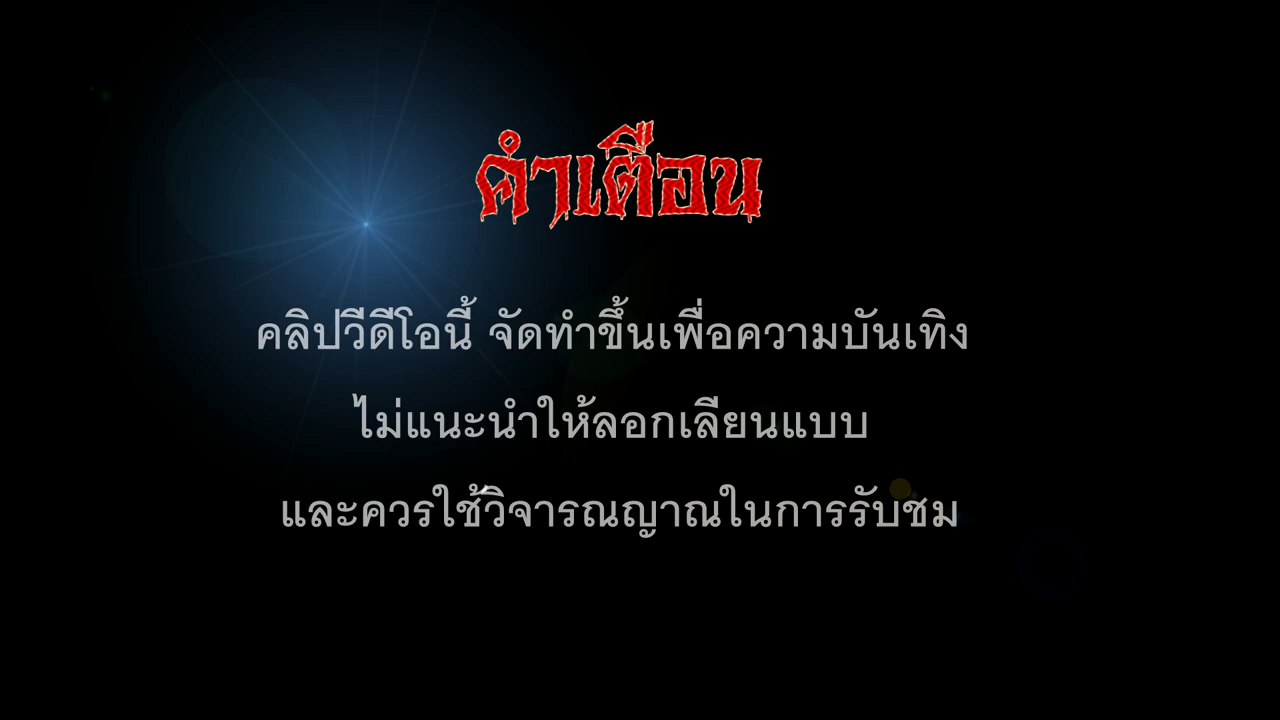 คำเตือน
คลิปวีดีโอนี้ จัดทำขึ้นเพื่อความบันเทิง
ไม่แนะนำให้ลอกเลียนแบบ
และควรใช้วิจารณญาณในการรับชม